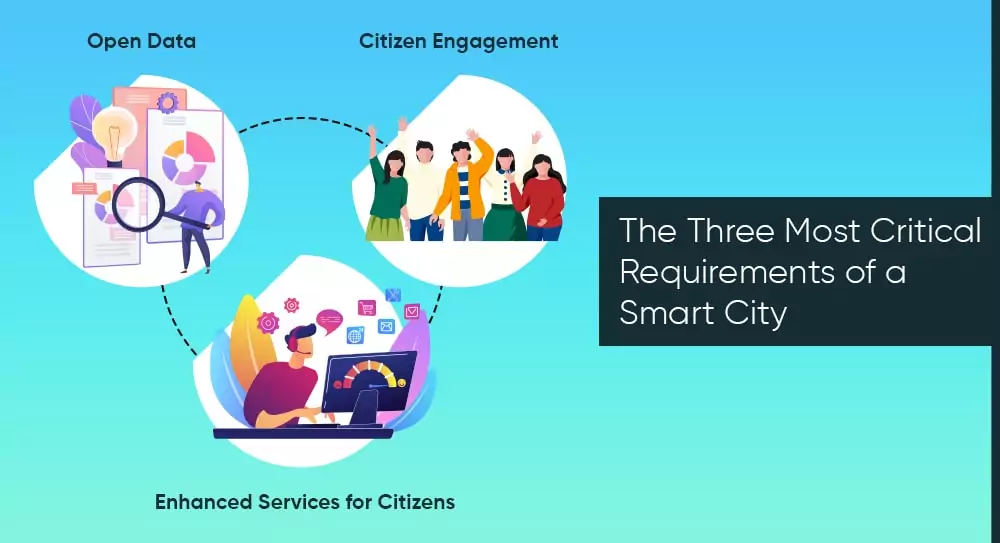 Open Data
Citizen Engagement
The Three Most Critical
Requirements of a
Smart City
Enhanced Services for Citizens